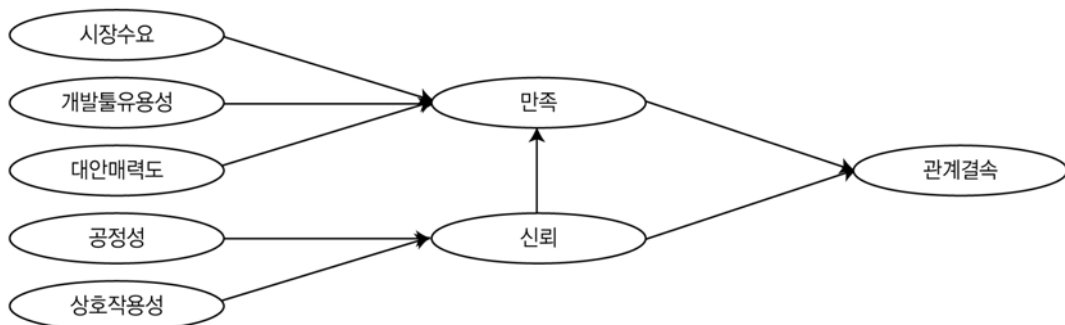 시장수요
개발툴유용성
만족
대안매력도
관계결속
공정성
신뢰
상호작용성